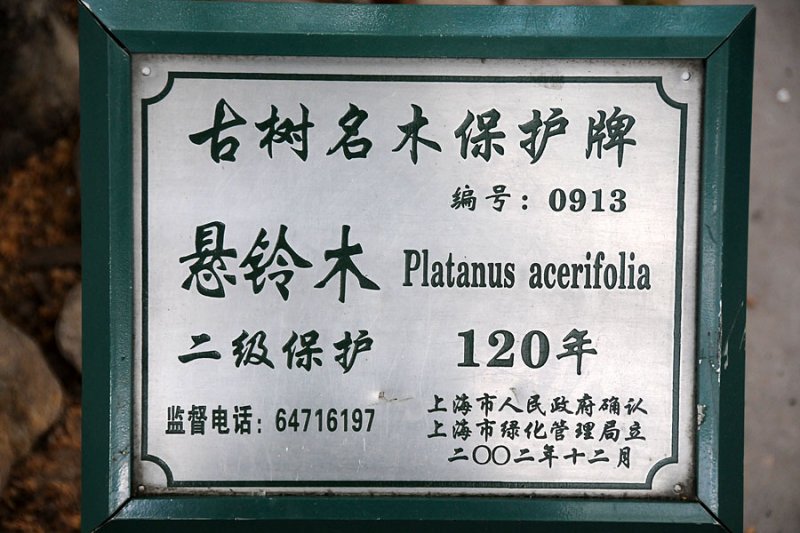 古树名木保护牌
编号：0913
悬铃木 Platanus acerifolia
二级保护 120年
监督电话：64716197
上海市人民政府确认
上海市绿化管理局立
二〇〇二年十二月